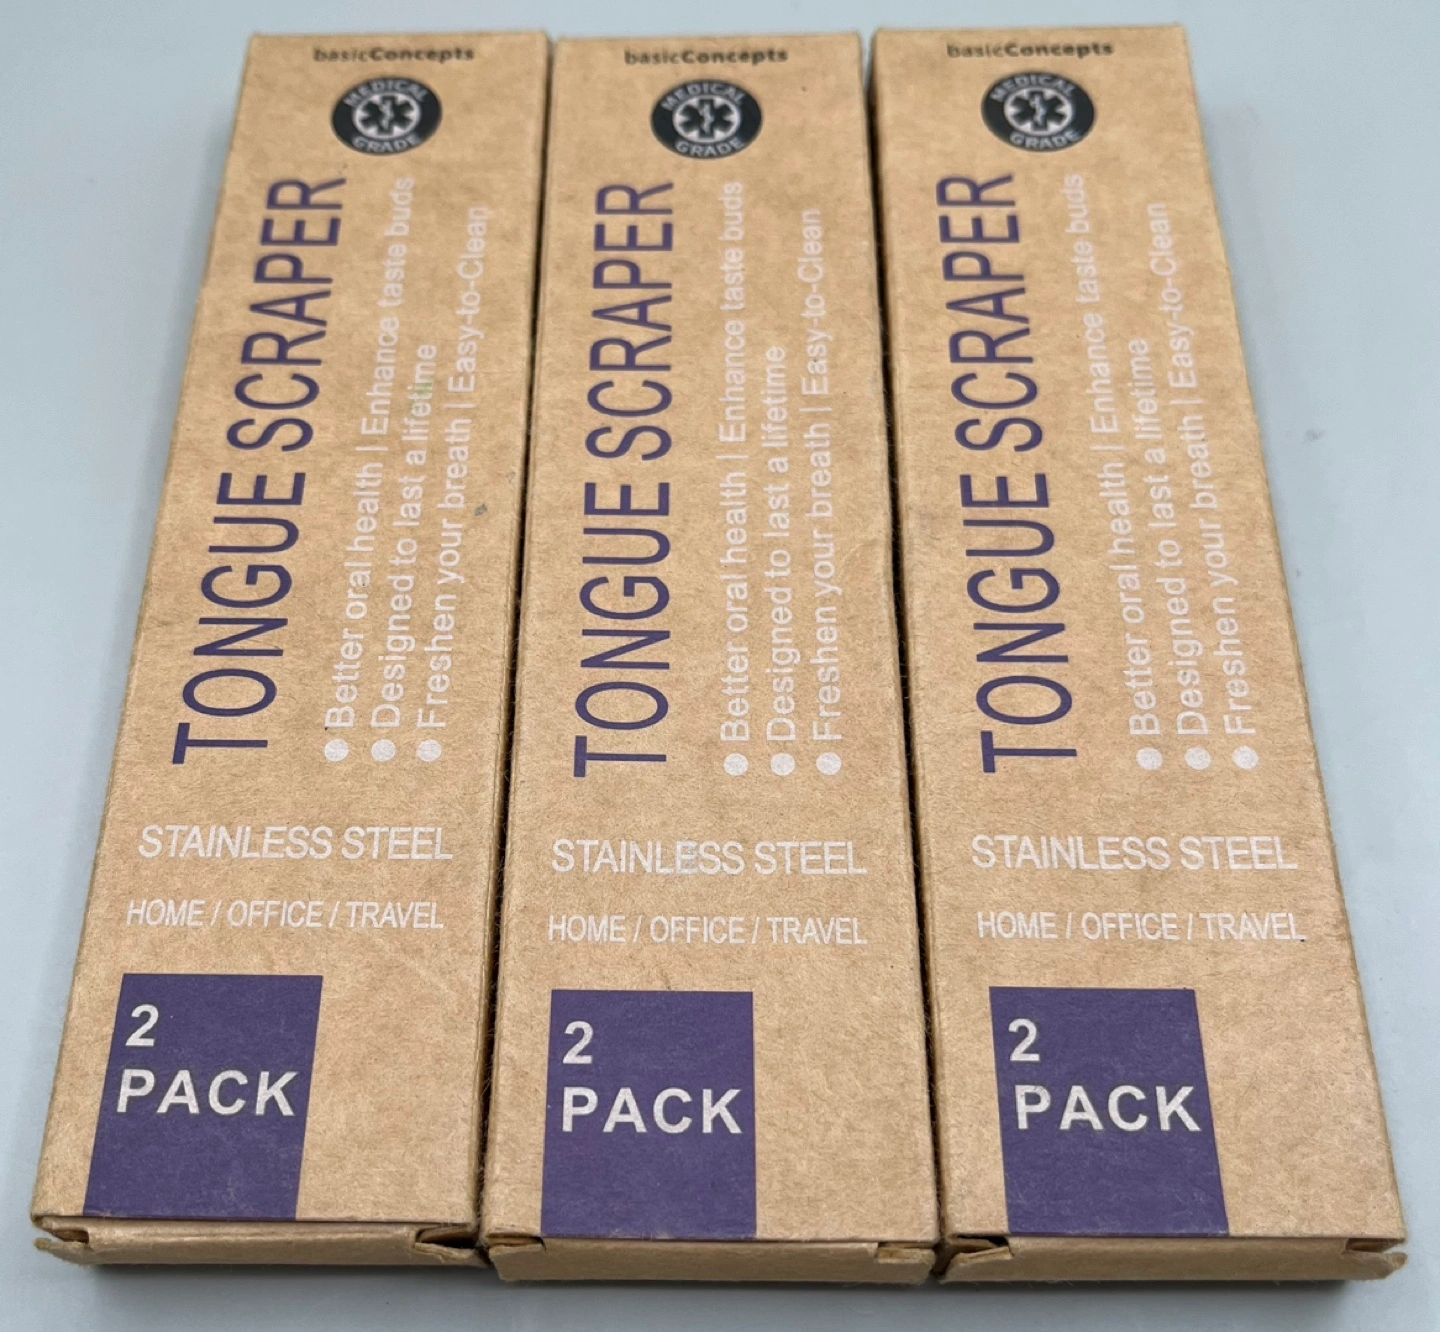 basicConcepts
MEDICAL
GRADE
TONGUE SCRAPER
Better oral health | Enhance taste buds
Designed to last a lifetime
Freshen your breath | Easy-to-Clean
STAINLESS STEEL
HOME / OFFICE / TRAVEL
2
PACK
basicConcepts
MEDICAL
GRADE
TONGUE SCRAPER
Better oral health | Enhance taste buds
Designed to last a lifetime
Freshen your breath | Easy-to-Clean
STAINLESS STEEL
HOME / OFFICE / TRAVEL
2
PACK
basicConcepts
MEDICAL
GRADE
TONGUE SCRAPER
Better oral health | Enhance taste buds
Designed to last a lifetime
Freshen your breath | Easy-to-Clean
STAINLESS STEEL
HOME / OFFICE / TRAVEL
2
PACK